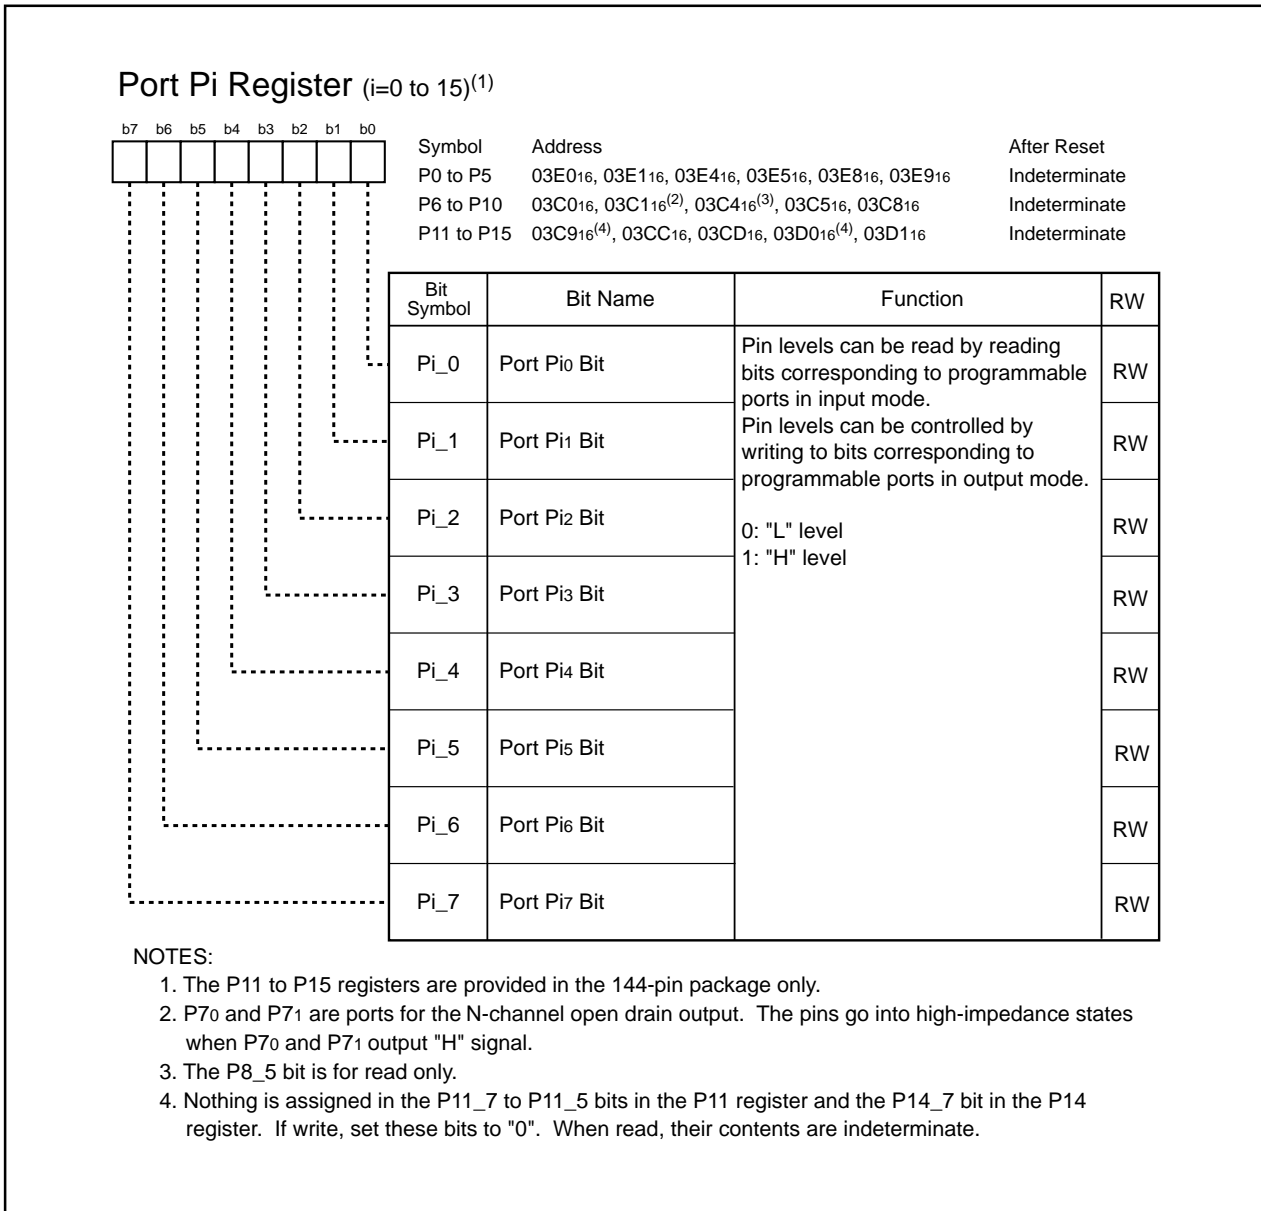 Port Pi Register (i=0 to 15)(1)
b7 b6 b5 b4 b3 b2 b1 b0
Symbol Address After Reset
P0 to P5 03E016, 03E116, 03E416, 03E516, 03E816, 03E916 Indeterminate
P6 to P10 03C016, 03C116(2), 03C416(3), 03C516, 03C816 Indeterminate
P11 to P15 03C916(4), 03CC16, 03CD16, 03D016(4), 03D116 Indeterminate
Bit
Symbol
Bit Name
Function
RW
Pi_0
Port Pi0 Bit
Pin levels can be read by reading
bits corresponding to programmable
ports in input mode.
Pin levels can be controlled by
writing to bits corresponding to
programmable ports in output mode.
0: "L" level
1: "H" level
RW
Pi_1
Port Pi1 Bit
RW
Pi_2
Port Pi2 Bit
RW
Pi_3
Port Pi3 Bit
RW
Pi_4
Port Pi4 Bit
RW
Pi_5
Port Pi5 Bit
RW
Pi_6
Port Pi6 Bit
RW
Pi_7
Port Pi7 Bit
RW
NOTES:
1. The P11 to P15 registers are provided in the 144-pin package only.
2. P70 and P71 are ports for the N-channel open drain output. The pins go into high-impedance states
when P70 and P71 output "H" signal.
3. The P8_5 bit is for read only.
4. Nothing is assigned in the P11_7 to P11_5 bits in the P11 register and the P14_7 bit in the P14
register. If write, set these bits to "0". When read, their contents are indeterminate.